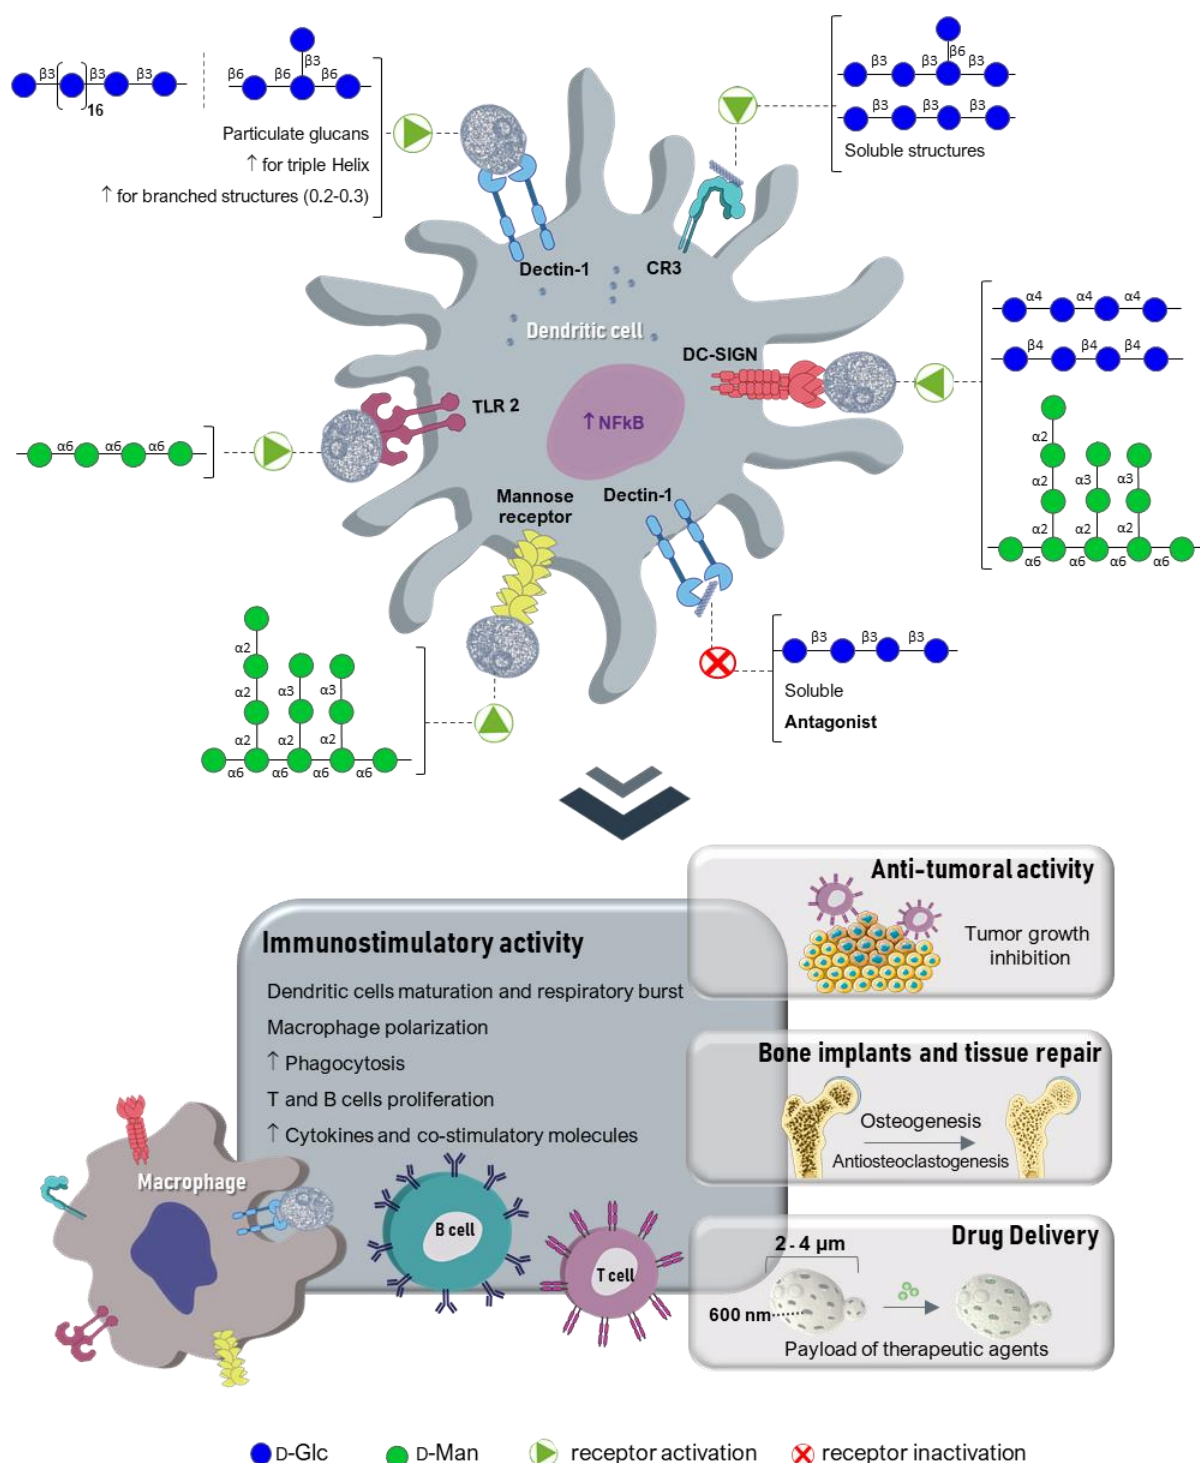 β3 β3 β3
16
β3
β6 β6 β6
Particulate glucans
↑ for triple Helix
↑ for branched structures (0.2-0.3)
β6
β3 β3 β3
β3 β3 β3
Soluble structures
Dectin-1
CR3
Dendritic cell
DC-SIGN
TLR 2
↑ NFkB
Mannose
receptor
Dectin-1
α4 α4 α4
β4 β4 β4
α2
α2 α3 α3
α2 α2 α2
α6 α6 α6 α6
α6 α6 α6
α2
α2 α3 α3
α2 α2 α2
α6 α6 α6 α6
β3 β3 β3
Soluble
Antagonist
Immunostimulatory activity
Dendritic cells maturation and respiratory burst
Macrophage polarization
↑ Phagocytosis
T and B cells proliferation
↑ Cytokines and co-stimulatory molecules
Macrophage
B cell
T cell
Anti-tumoral activity
Tumor growth
inhibition
Bone implants and tissue repair
Osteogenesis
Antiosteoclastogenesis
Drug Delivery
2 - 4 µm
600 nm
Payload of therapeutic agents
D-Glc D-Man receptor activation receptor inactivation